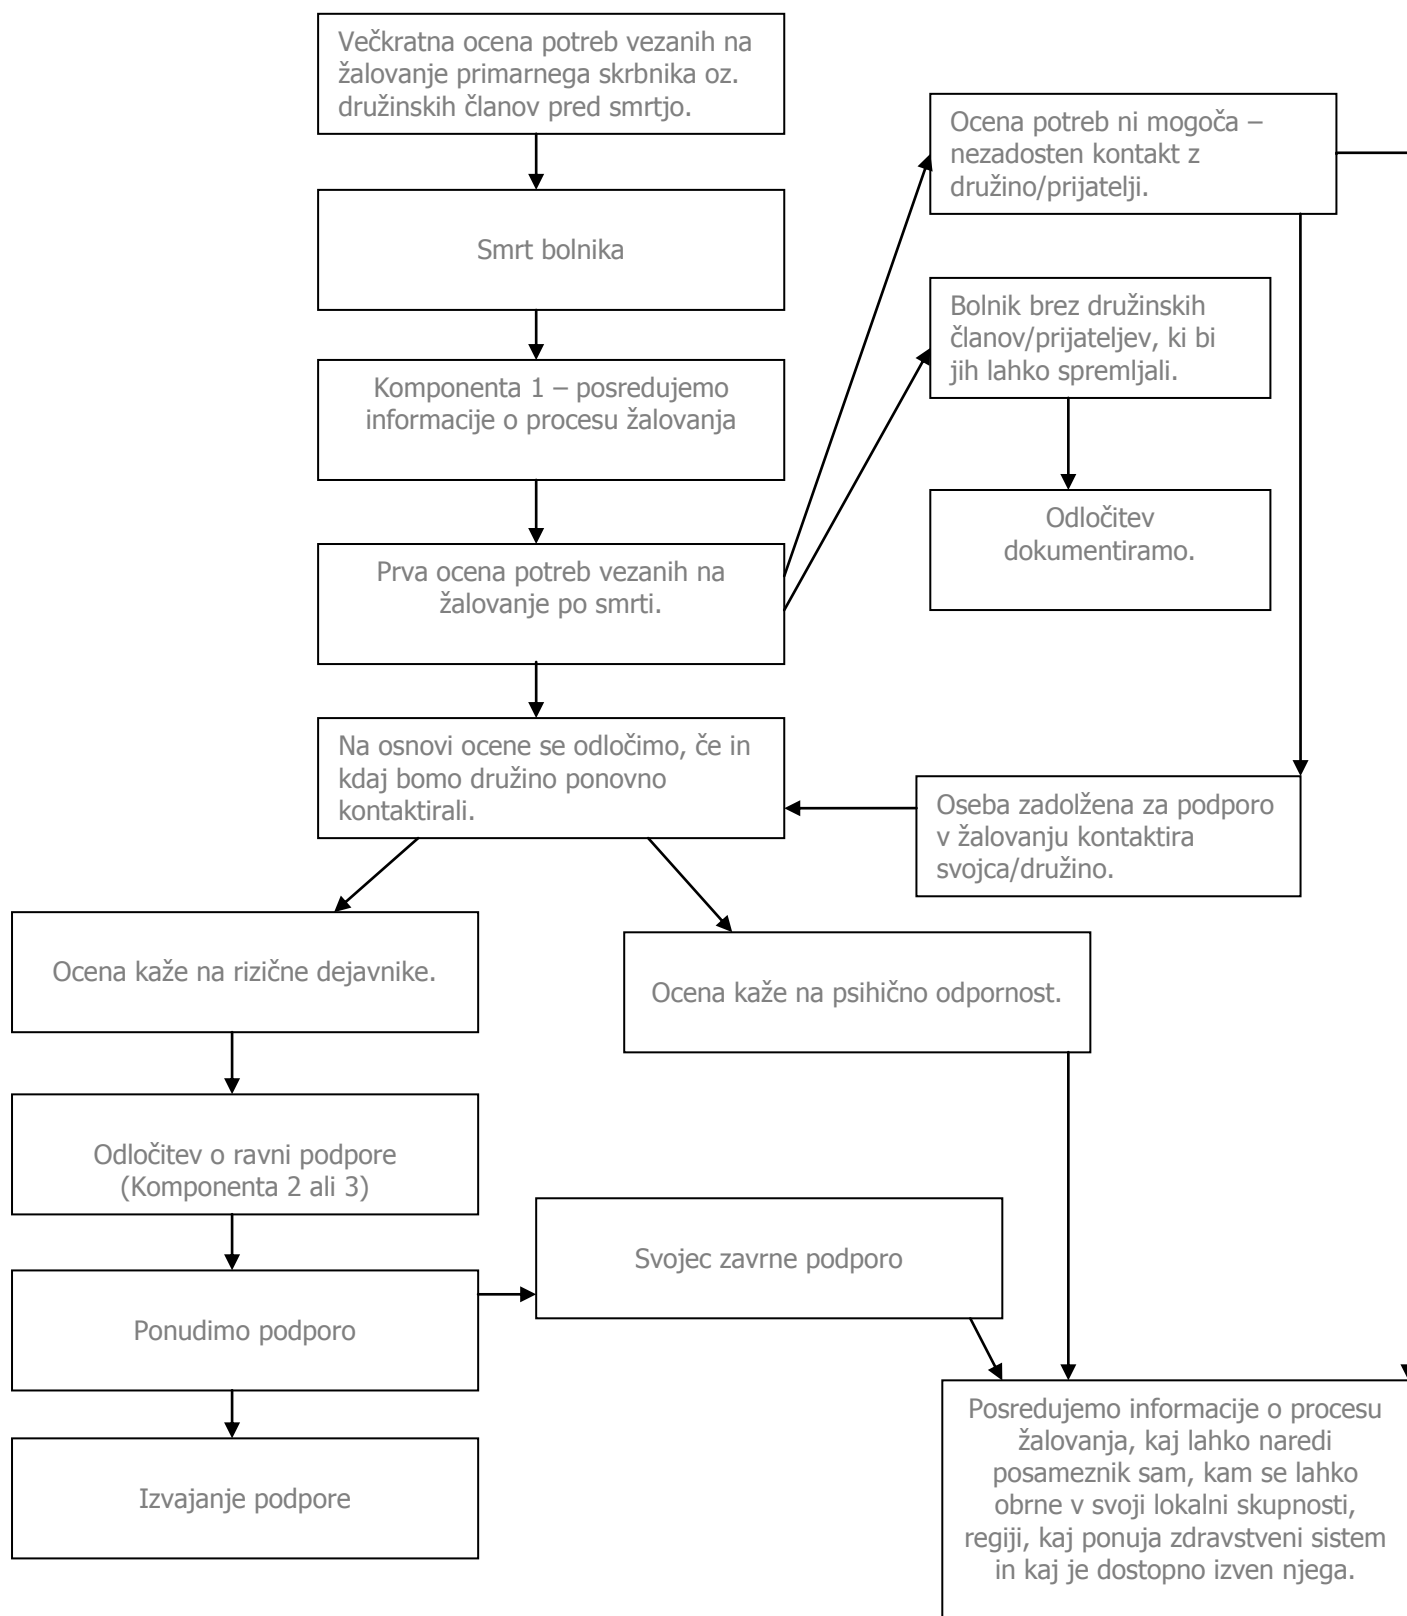 Večkratna ocena potreb vezanih na
žalovanje primarnega skrbnika oz.
družinskih članov pred smrtjo.
Ocena potreb ni mogoča –
nezadosten kontakt z
družino/prijatelji.
Smrt bolnika
Bolnik brez družinskih
članov/prijateljev, ki bi
jih lahko spremljali.
Komponenta 1 – posredujemo
informacije o procesu žalovanja
Odločitev
dokumentiramo.
Prva ocena potreb vezanih na
žalovanje po smrti.
Na osnovi ocene se odločimo, če in
kdaj bomo družino ponovno
kontaktirali.
Oseba zadolžena za podporo
v žalovanju kontaktira
svojca/družino.
Ocena kaže na rizične dejavnike.
Ocena kaže na psihično odpornost.
Odločitev o ravni podpore
(Komponenta 2 ali 3)
Svojec zavrne podporo
Ponudimo podporo
Izvajanje podpore
Posredujemo informacije o procesu
žalovanja, kaj lahko naredi
posameznik sam, kam se lahko
obrne v svoji lokalni skupnosti,
regiji, kaj ponuja zdravstveni sistem
in kaj je dostopno izven njega.